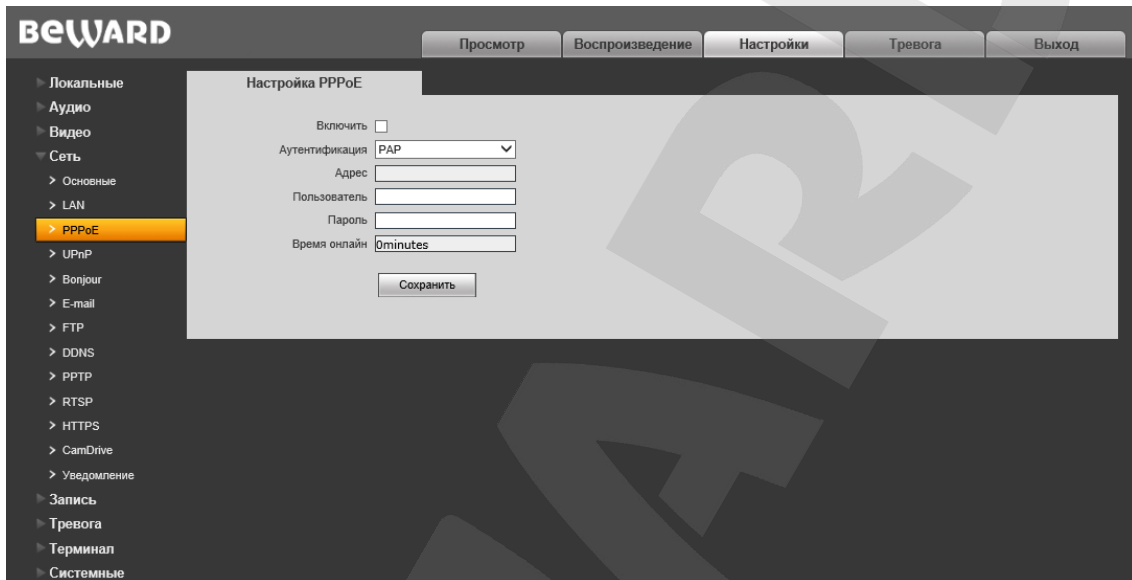 BEWARD
Просмотр Воспроизведение Настройки Тревога Выход
Локальные
Аудио
Видео
Сеть
Основные
LAN
PPPoE
UPnP
Bonjour
E-mail
FTP
DDNS
PPTP
RTSP
HTTPS
CamDrive
Уведомление
Запись
Тревога
Терминал
Системные
Настройка PPPoE
Включить
Аутентификация PAP
Адрес
Пользователь
Пароль
Время онлайн 0minutes
Сохранить